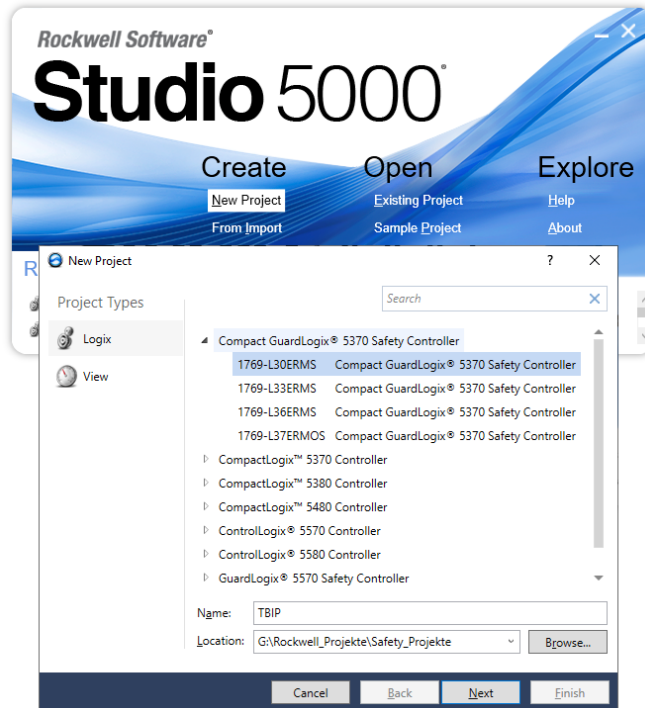 Rockwell Software®
Studio 5000®
Create Open Explore
New Project Existing Project Help
From Import Sample Project About
R
New Project ? ×
Project Types
Search
Logix
View
Compact GuardLogix® 5370 Safety Controller
1769-L30ERMS Compact GuardLogix® 5370 Safety Controller
1769-L33ERMS Compact GuardLogix® 5370 Safety Controller
1769-L36ERMS Compact GuardLogix® 5370 Safety Controller
1769-L37ERMOS Compact GuardLogix® 5370 Safety Controller
CompactLogix™ 5370 Controller
CompactLogix™ 5380 Controller
CompactLogix™ 5480 Controller
ControlLogix® 5570 Controller
ControlLogix® 5580 Controller
GuardLogix® 5570 Safety Controller
Name: TBIP
Location: G:\Rockwell_Projekte\Safety_Projekte Browse...
Cancel Back Next Finish